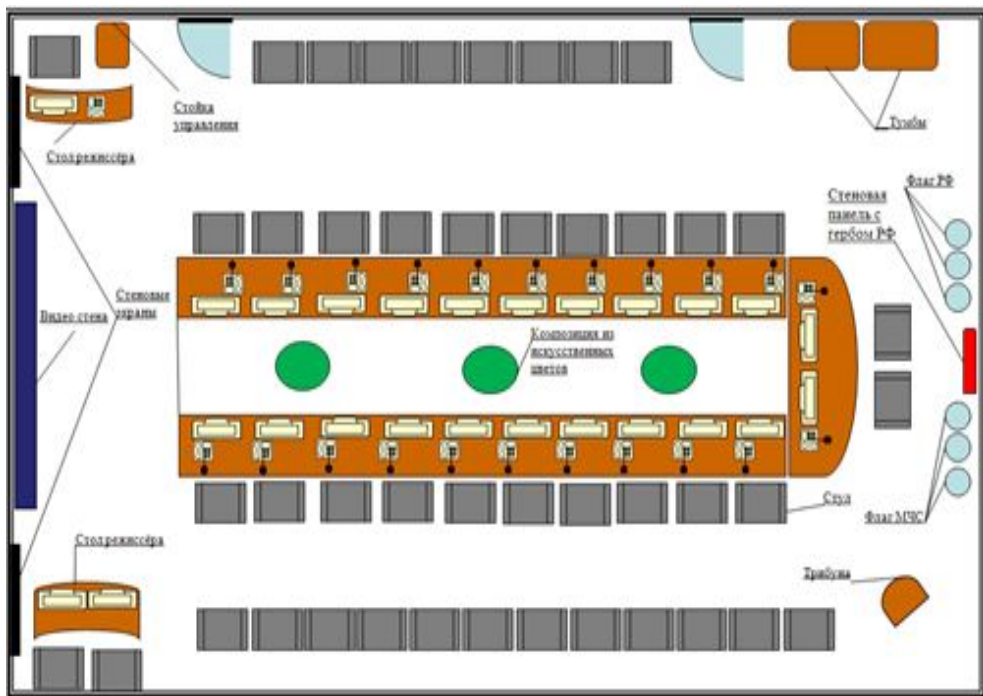 Стойка
управления
Стол режиссёра
Тумбы
Флаг РФ
Стеновая
панель с
гербом РФ
Стеновые
экраны
Видео стена
Композиция из
искусственных
цветов
Стул
Флаг МЧС
Стол режиссёра
Трибуна